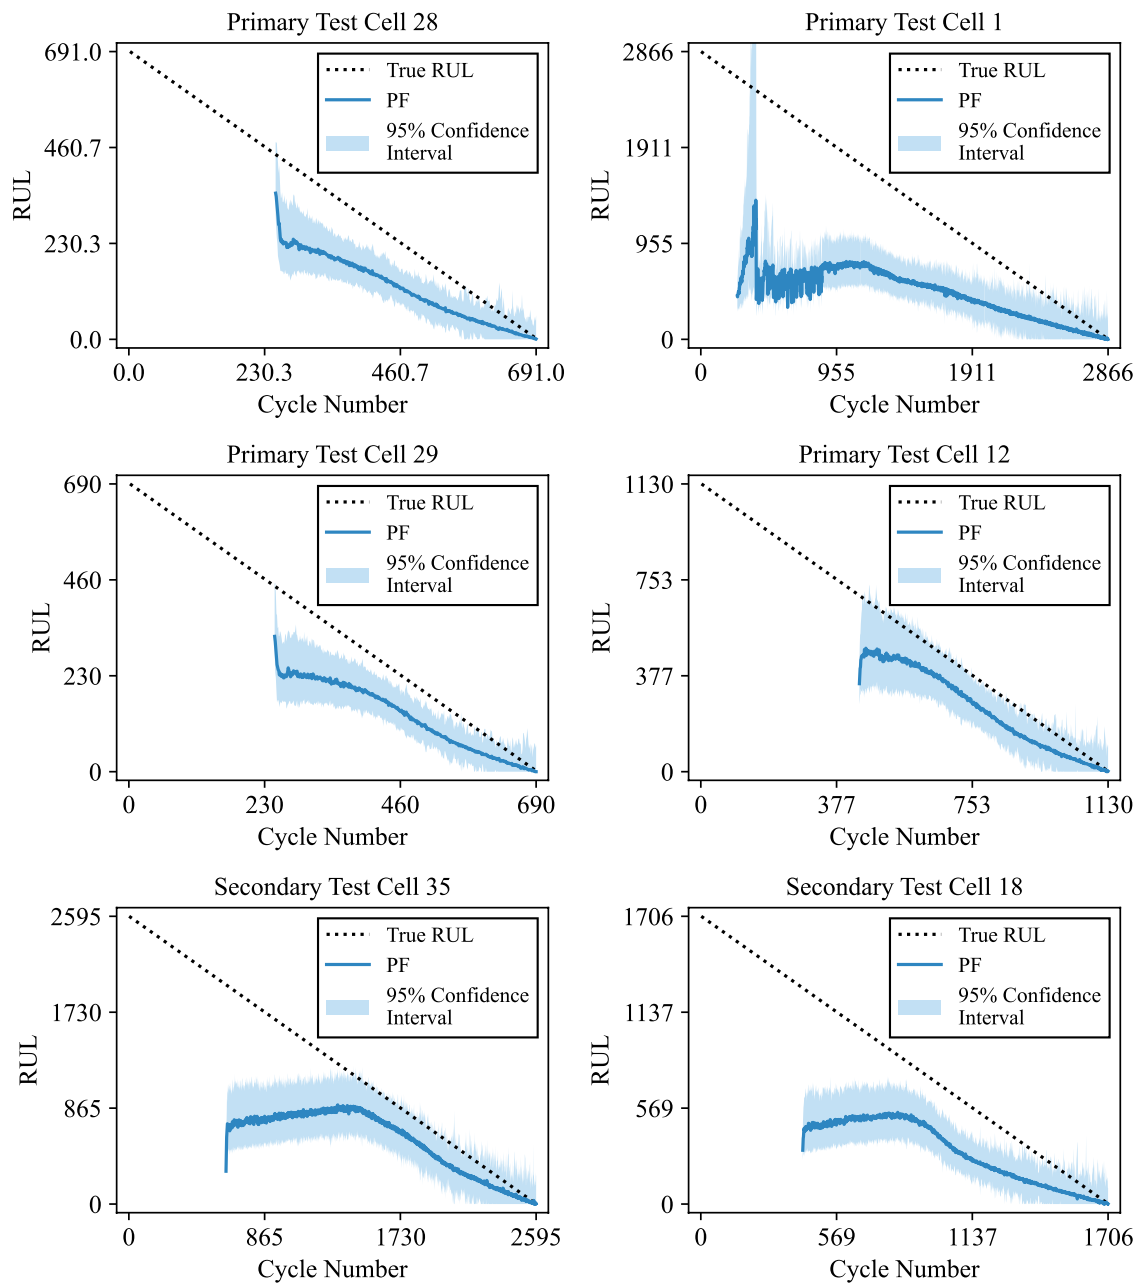 Primary Test Cell 28
691.0
460.7
230.3
0.0
RUL
True RUL
PF
95% Confidence
Interval
0.0 230.3 460.7 691.0
Cycle Number
Primary Test Cell 1
2866
1911
955
0
RUL
True RUL
PF
95% Confidence
Interval
0 955 1911 2866
Cycle Number
Primary Test Cell 29
690
460
230
0
RUL
True RUL
PF
95% Confidence
Interval
0 230 460 690
Cycle Number
Primary Test Cell 12
1130
753
377
0
RUL
True RUL
PF
95% Confidence
Interval
0 377 753 1130
Cycle Number
Secondary Test Cell 35
2595
1730
865
0
RUL
True RUL
PF
95% Confidence
Interval
0 865 1730 2595
Cycle Number
Secondary Test Cell 18
1706
1137
569
0
RUL
True RUL
PF
95% Confidence
Interval
0 569 1137 1706
Cycle Number